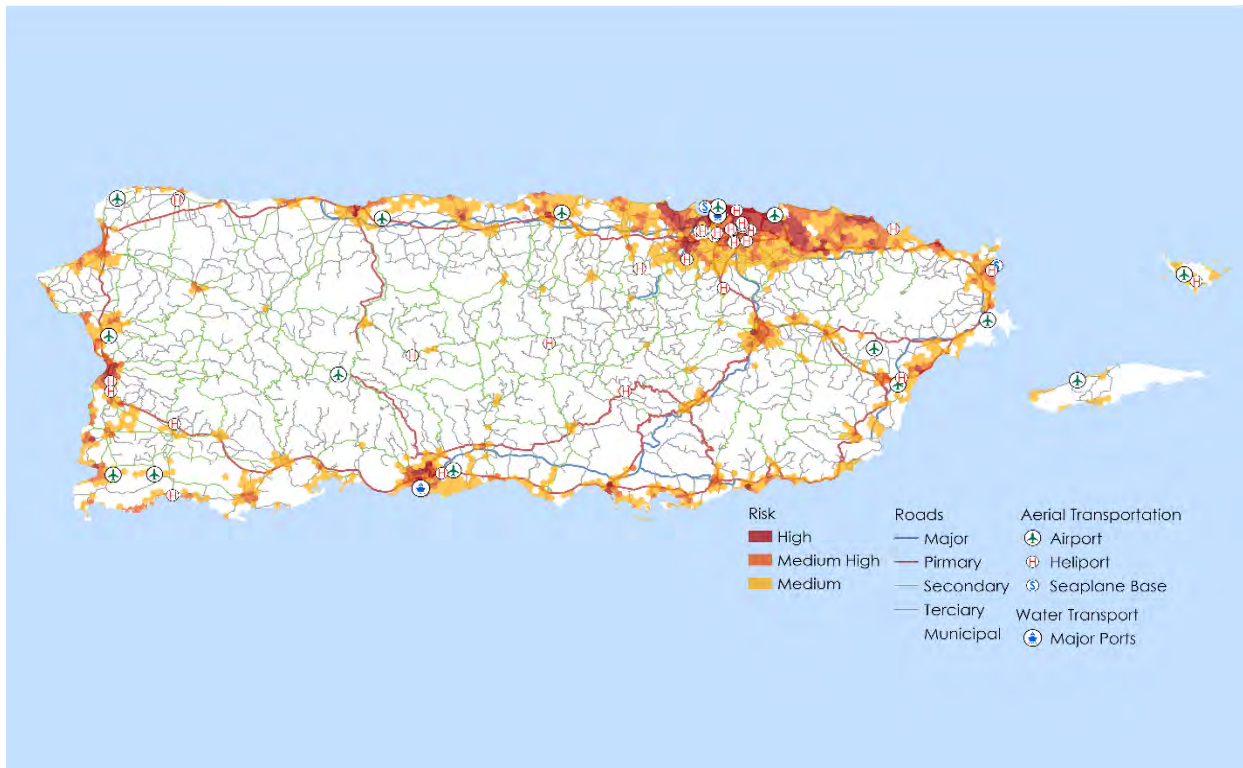 Risk
High
Medium High
Medium
Roads
Major
Pirmary
Secondary
Terciary
Municipal
Aerial Transportation
Airport
H Heliport
S Seaplane Base
Water Transport
Major Ports